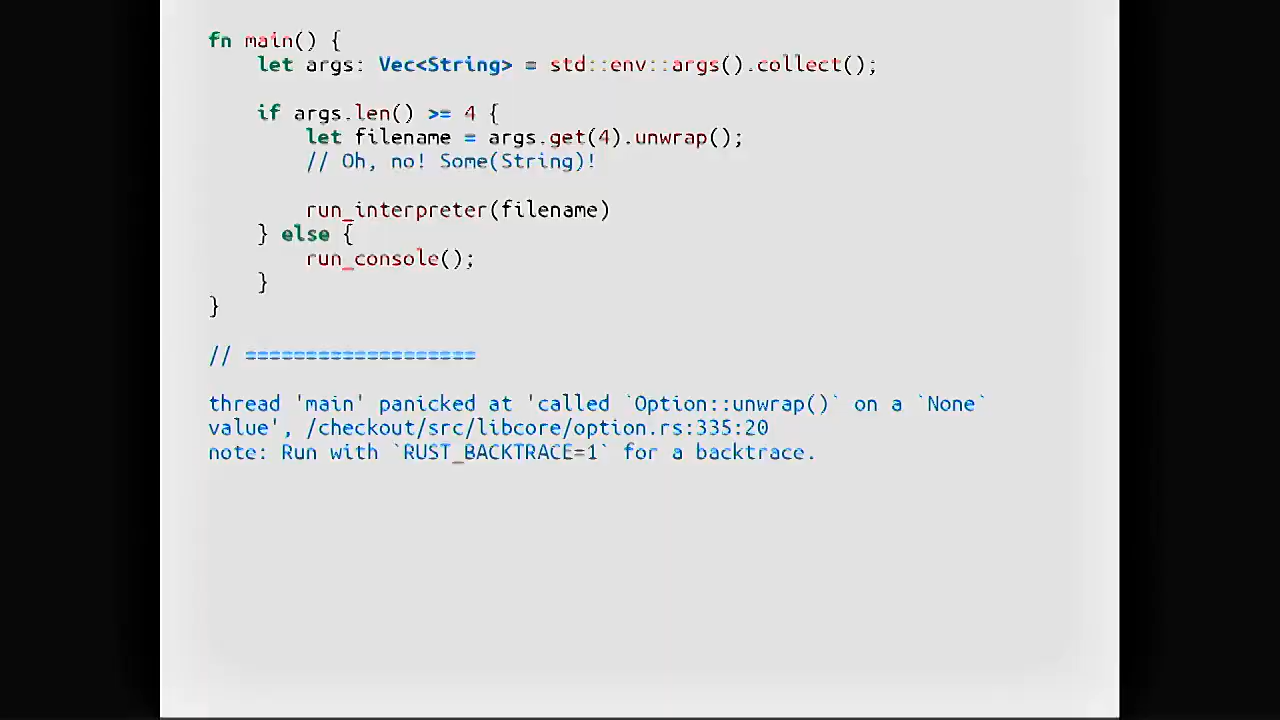 fn main() {
    let args: Vec<String> = std::env::args().collect();

    if args.len() >= 4 {
        let filename = args.get(4).unwrap();
        // Oh, no! Some(String)!

        run_interpreter(filename)
    } else {
        run_console();
    }
}

// ===================

thread 'main' panicked at 'called `Option::unwrap()` on a `None`
value', /checkout/src/libcore/option.rs:335:20
note: Run with `RUST_BACKTRACE=1` for a backtrace.